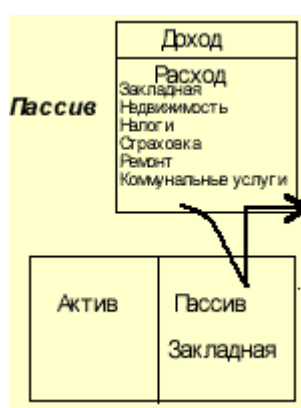 Доход
Расход
Закладная
Пассив
Недвижимость
Налоги
Страховка
Ремонт
Коммунальные услуги
Актив
Пассив
Закладная